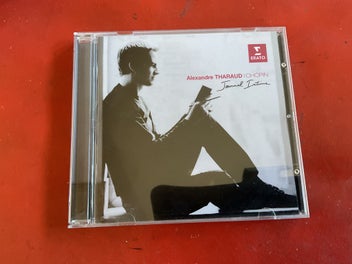 ERATO
Alexandre THARAUD / CHOPIN
Journal Intime